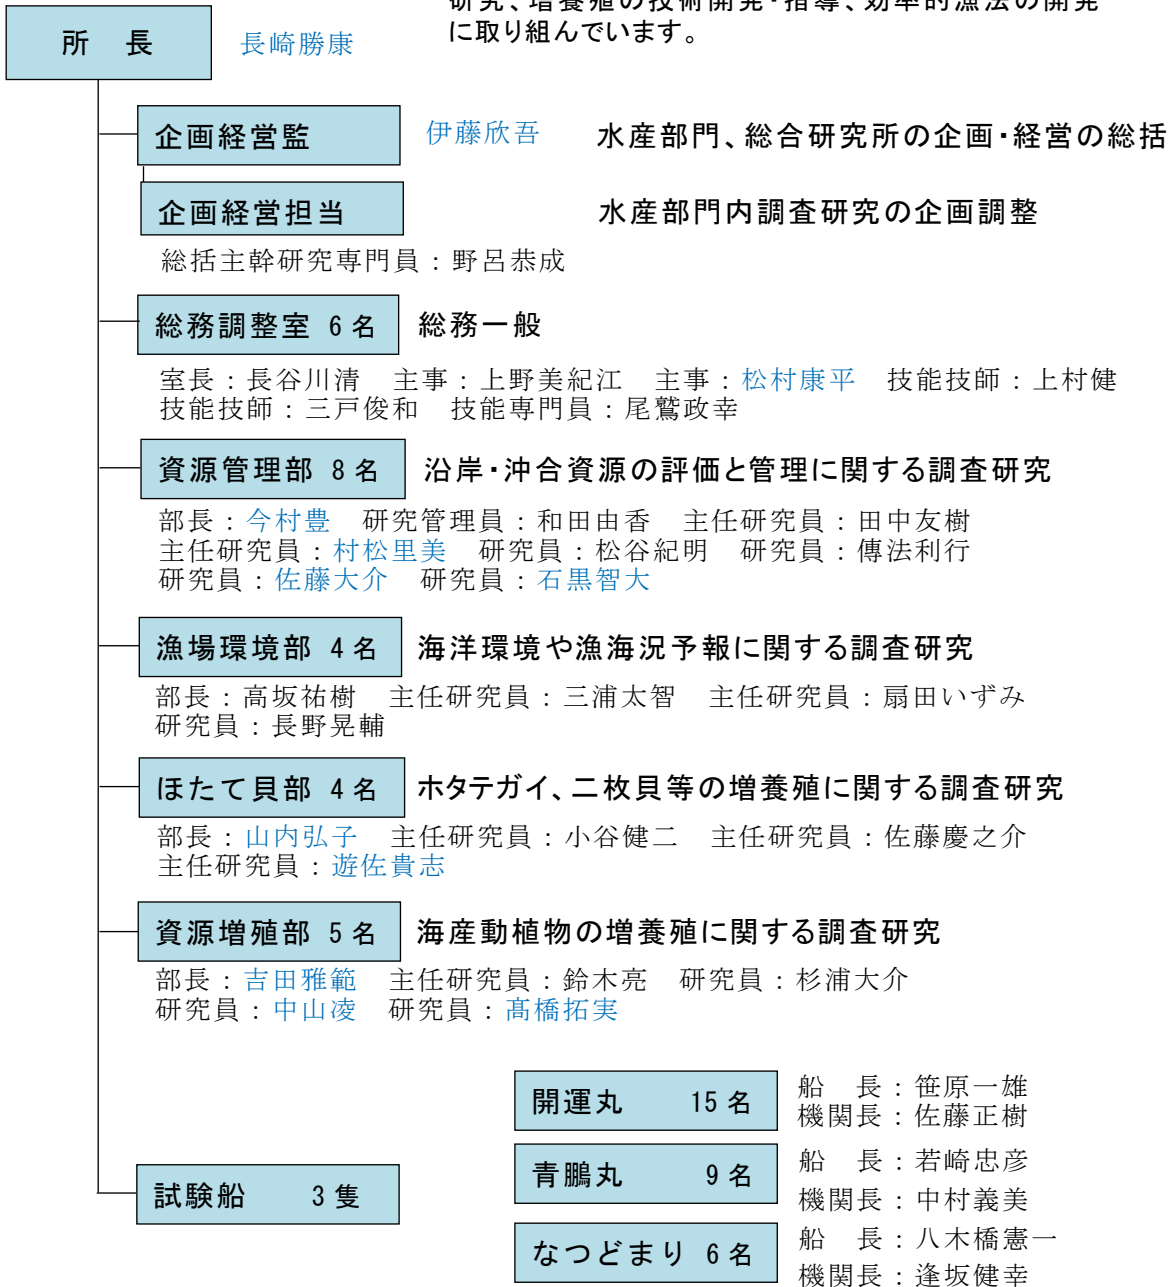 研究、増養殖の技術開発・指導、効率的漁法の開発
に取り組んでいます。
所　長　長崎勝康
企画経営監　伊藤欣吾　水産部門、総合研究所の企画・経営の総括
企画経営担当　水産部門内調査研究の企画調整
総括主幹研究専門員：野呂恭成
総務調整室 6名　総務一般
室長：長谷川清　主事：上野美紀江　主事：松村康平　技能技師：上村健
技能技師：三戸俊和　技能専門員：尾鷲政幸
資源管理部 8名　沿岸・沖合資源の評価と管理に関する調査研究
部長：今村豊　研究管理員：和田由香　主任研究員：田中友樹
主任研究員：村松里美　研究員：松谷紀明　研究員：傳法利行
研究員：佐藤大介　研究員：石黒智大
漁場環境部 4名　海洋環境や漁海況予報に関する調査研究
部長：高坂祐樹　主任研究員：三浦太智　主任研究員：扇田いずみ
研究員：長野晃輔
ほたて貝部 4名　ホタテガイ、二枚貝等の増養殖に関する調査研究
部長：山内弘子　主任研究員：小谷健二　主任研究員：佐藤慶之介
主任研究員：遊佐貴志
資源増殖部 5名　海産動植物の増養殖に関する調査研究
部長：吉田雅範　主任研究員：鈴木亮　研究員：杉浦大介
研究員：中山凌　研究員：髙橋拓実
試験船　3隻
開運丸　15名
船　長：笹原一雄
機関長：佐藤正樹
青鵬丸　9名
船　長：若崎忠彦
機関長：中村義美
なつどまり 6名
船　長：八木橋憲一
機関長：逢坂健幸